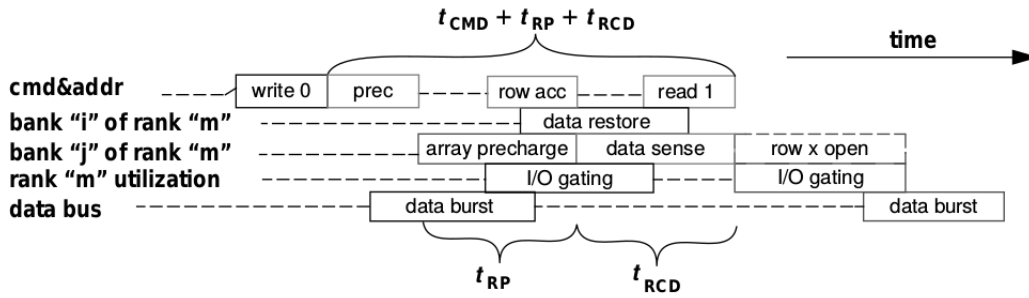 tCMD + tRP + tRCD
time
cmd&addr write 0 prec row acc read 1
bank “i” of rank “m” data restore
bank “j” of rank “m” array precharge data sense row x open
rank “m” utilization I/O gating I/O gating
data bus data burst data burst
tRP tRCD